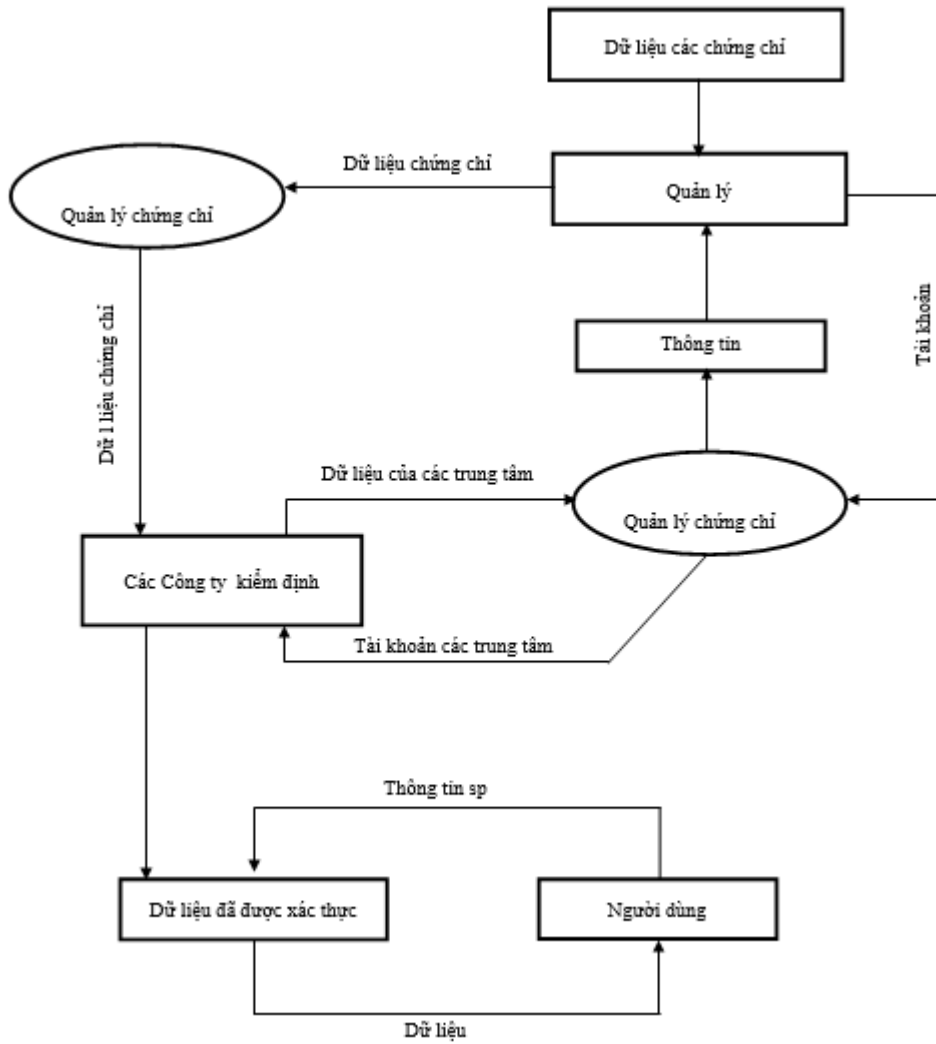 Dữ liệu các chứng chỉ
Dữ liệu chứng chỉ
Quản lý
Quản lý chứng chỉ
Tài khoản
Dữ l liệu chứng chỉ
Thông tin
Dữ liệu của các trung tâm
Quản lý chứng chỉ
Các Công ty kiểm định
Tài khoản các trung tâm
Thông tin sp
Dữ liệu đã được xác thực
Người dùng
Dữ liệu